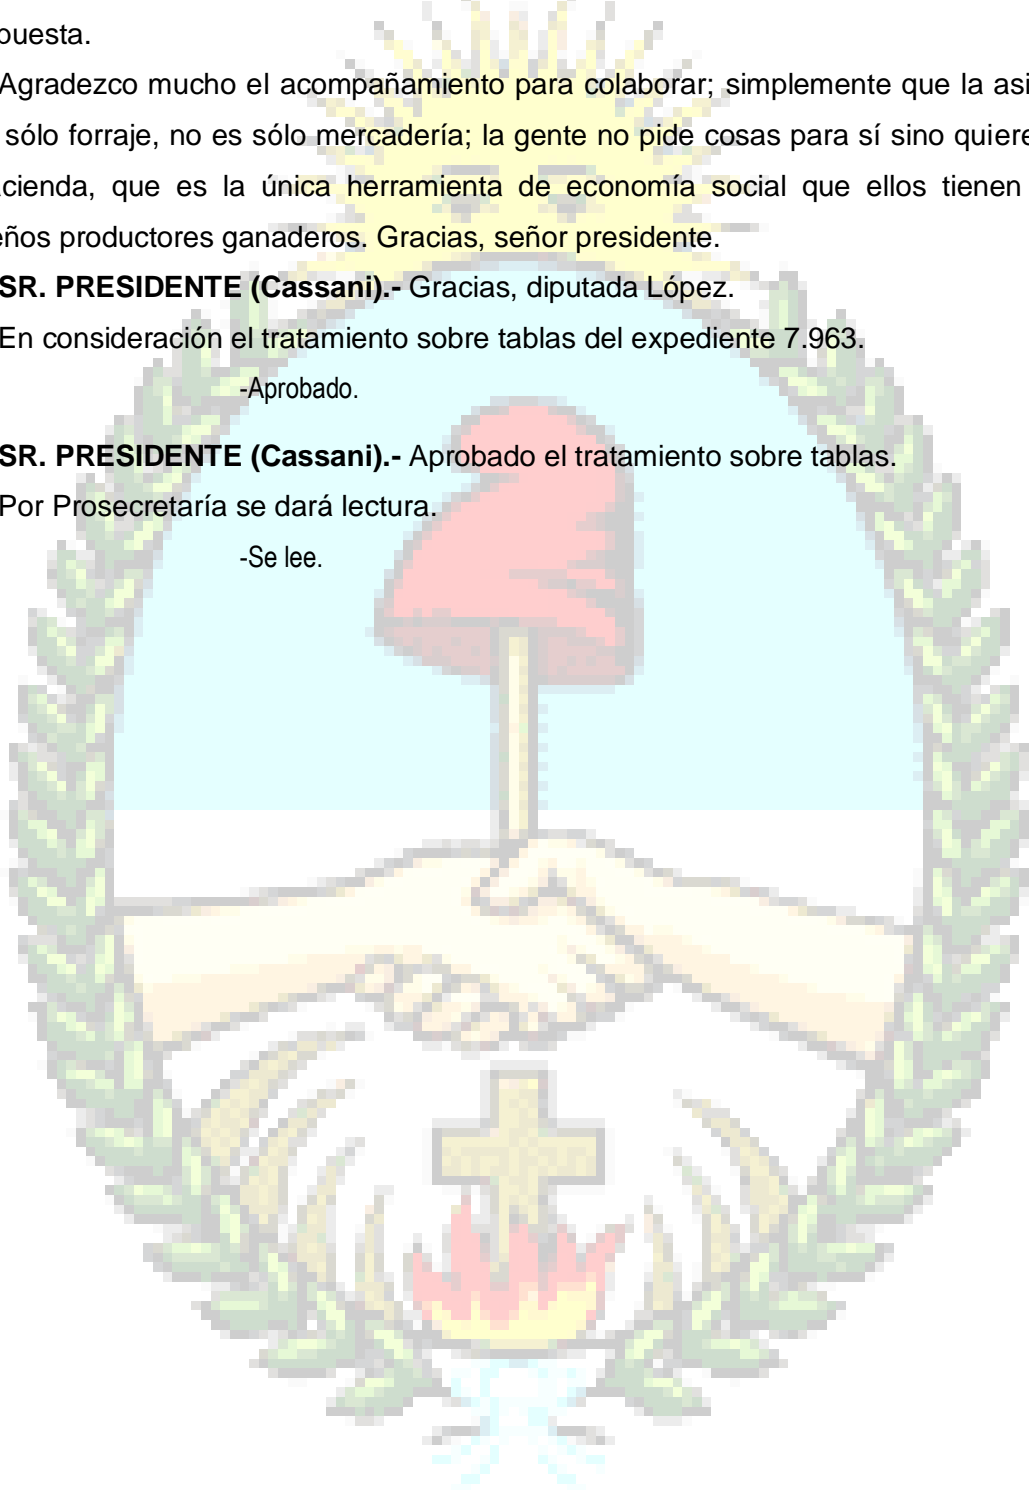 puesta.
Agradezco mucho el acompañamiento para colaborar; simplemente que la asi
sólo forraje, no es sólo mercadería; la gente no pide cosas para sí sino quiere
cienda, que es la única herramienta de economía social que ellos tienen
eños productores ganaderos. Gracias, señor presidente.
SR. PRESIDENTE (Cassani).- Gracias, diputada López.
En consideración el tratamiento sobre tablas del expediente 7.963.
-Aprobado.
SR. PRESIDENTE (Cassani).- Aprobado el tratamiento sobre tablas.
Por Prosecretaría se dará lectura.
-Se lee.